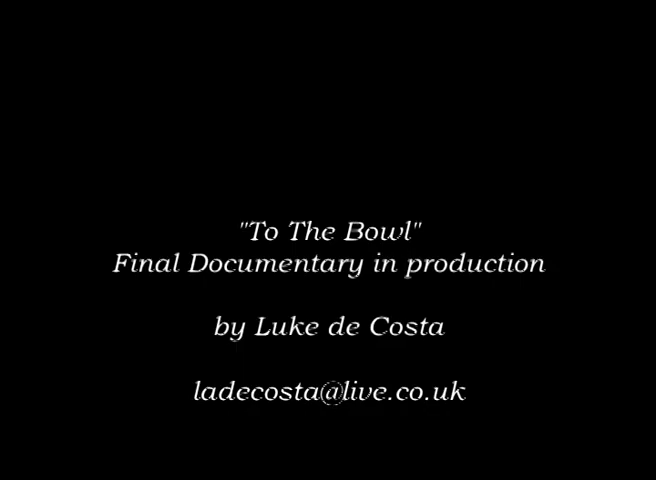 "To The Bowl"
Final Documentary in production
by Luke de Costa
ladecosta@live.co.uk